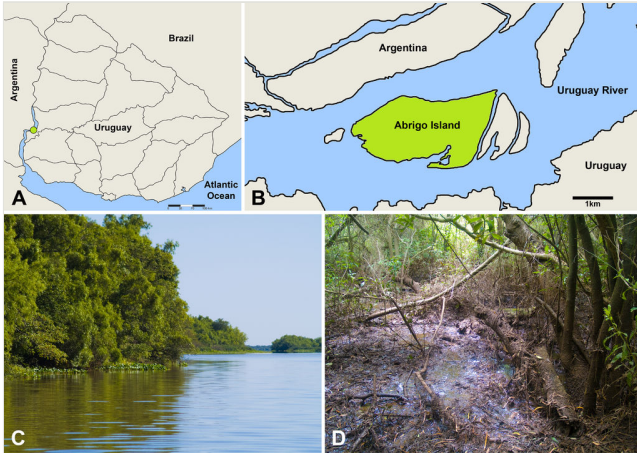 Brazil
Argentina
Uruguay
Atlantic
Ocean
A
Argentina
Uruguay River
Abrigo Island
Uruguay
1km
B
C
D